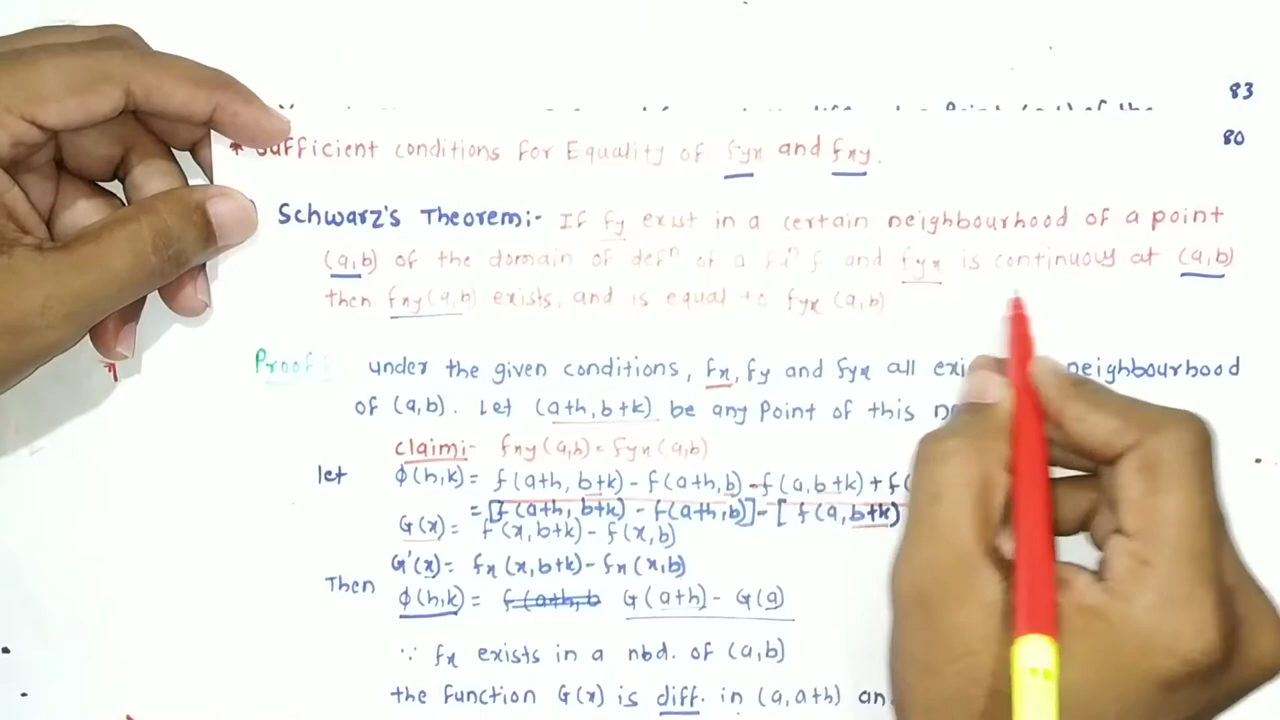 83
80
* Sufficient conditions for Equality of fyx and fxy.
Schwarz's Theorem:- If fy exist in a certain neighbourhood of a point
(a,b) of the domain of defⁿ of a fⁿ f and fyx is continuous at (a,b)
then fxy(a,b) exists, and is equal to fyx (a,b)
Proof: under the given conditions, fx, fy and fyx all neighbourhood
of (a,b). Let (a+h, b+k) be any Point of this
claim:- fxy(a,b) = fyx(a,b)
let ϕ(h,k) = f(a+h, b+k) - f(a+h, b) - f(a, b+k) + f(
= [f(a+h, b+k) - f(a+h, b)] - [ f(a, b+k)
G(x) = f(x, b+k) - f(x, b)
G'(x) = fx(x, b+k) - fx(x, b)
Then ϕ(h,k) = f(a+h, b G(a+h) - G(a)
∵ fx exists in a nbd. of (a,b)
the function G(x) is diff. in (a, a+h)